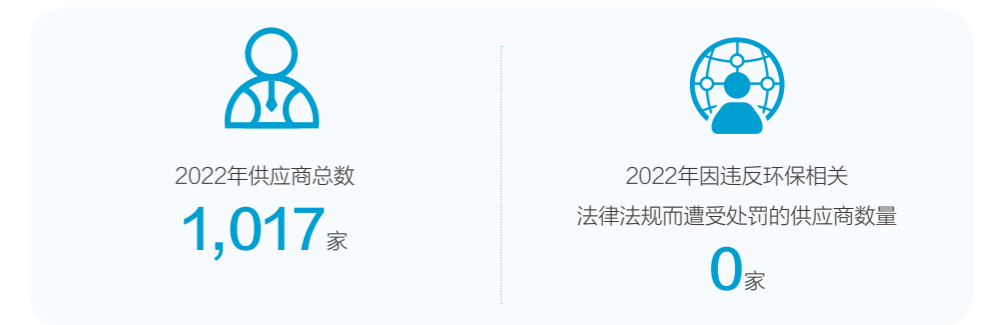 2022年供应商总数
1,017家
2022年因违反环保相关
法律法规而遭受处罚的供应商数量
0家